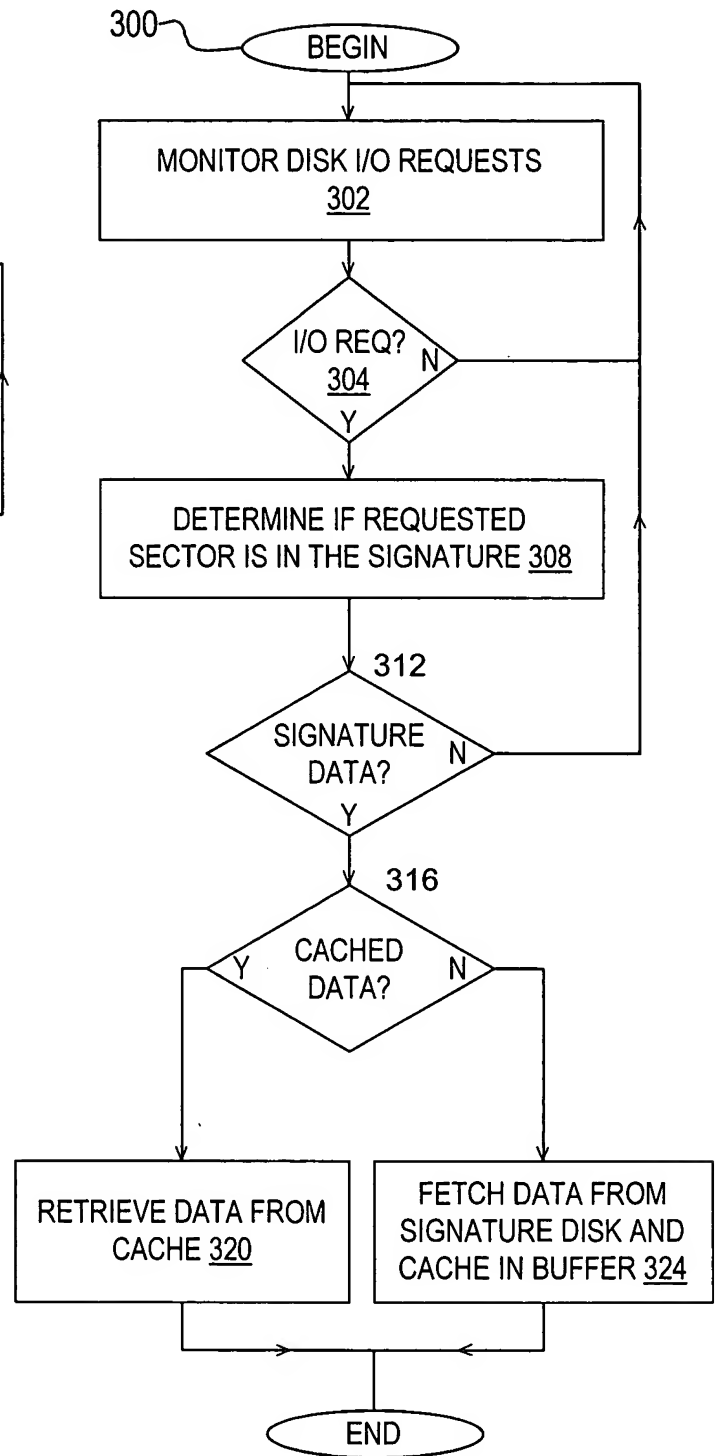 300
BEGIN
MONITOR DISK I/O REQUESTS
302
I/O REQ?
N
304
Y
DETERMINE IF REQUESTED
SECTOR IS IN THE SIGNATURE 308
312
SIGNATURE
N
DATA?
Y
316
CACHED
Y
N
DATA?
RETRIEVE DATA FROM
CACHE 320
FETCH DATA FROM
SIGNATURE DISK AND
CACHE IN BUFFER 324
END